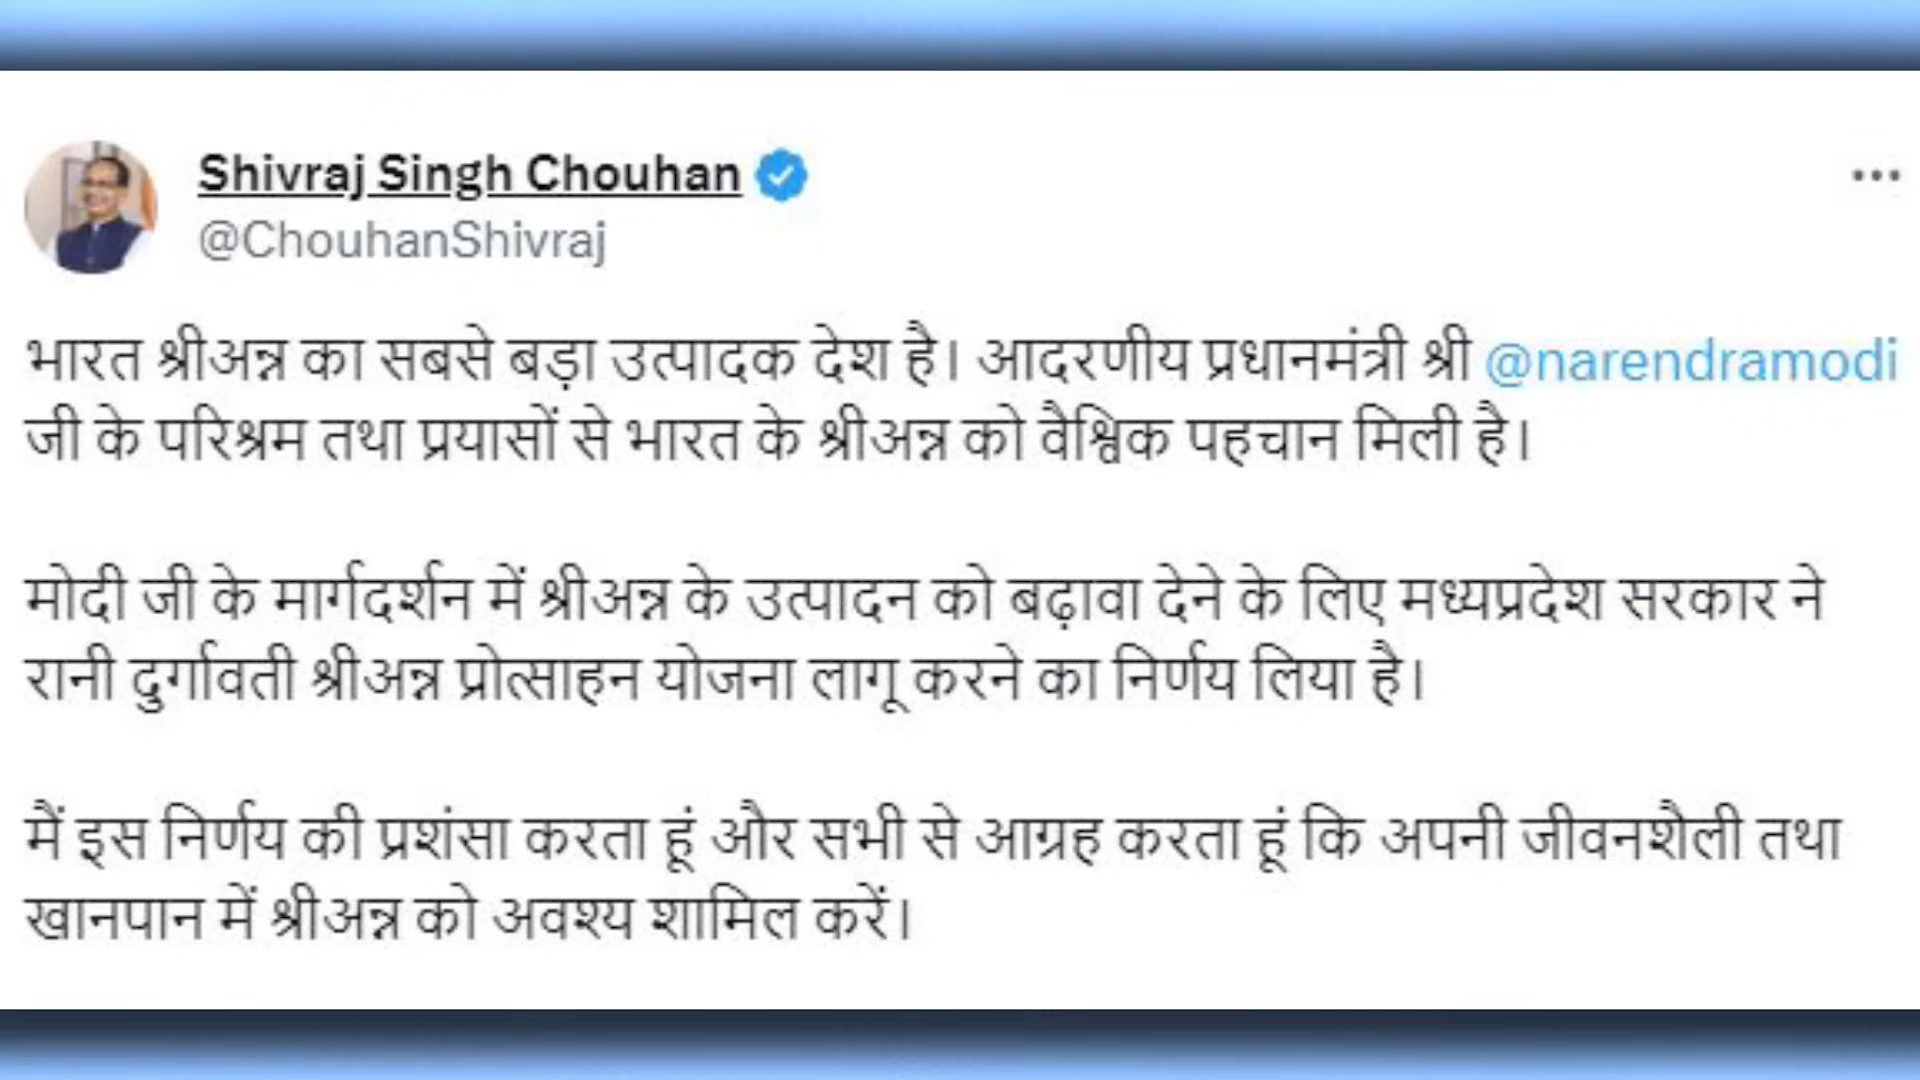 Shivraj Singh Chouhan
@ChouhanShivraj
भारत श्रीअन्न का सबसे बड़ा उत्पादक देश है। आदरणीय प्रधानमंत्री श्री @narendramodi
जी के परिश्रम तथा प्रयासों से भारत के श्रीअन्न को वैश्विक पहचान मिली है।
मोदी जी के मार्गदर्शन में श्रीअन्न के उत्पादन को बढ़ावा देने के लिए मध्यप्रदेश सरकार ने
रानी दुर्गावती श्रीअन्न प्रोत्साहन योजना लागू करने का निर्णय लिया है।
मैं इस निर्णय की प्रशंसा करता हूं और सभी से आग्रह करता हूं कि अपनी जीवनशैली तथा
खानपान में श्रीअन्न को अवश्य शामिल करें।